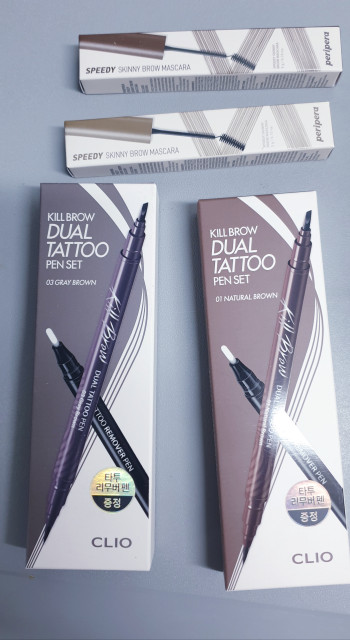 SPEEDY SKINNY BROW MASCARA
peripera
SPEEDY SKINNY BROW MASCARA
peripera
KILL BROW
DUAL
TATTOO
PEN SET
03 GRAY BROWN
Kill Brow
DUAL TATTOO PEN
TTOO REMOVER PEN
타투
리무버펜
증정
CLIO
KILL BROW
DUAL
TATTOO
PEN SET
01 NATURAL BROWN
Kill Brow
DUAL TATTOO PEN
OVER PEN
타투
리무버펜
증정
CLIO